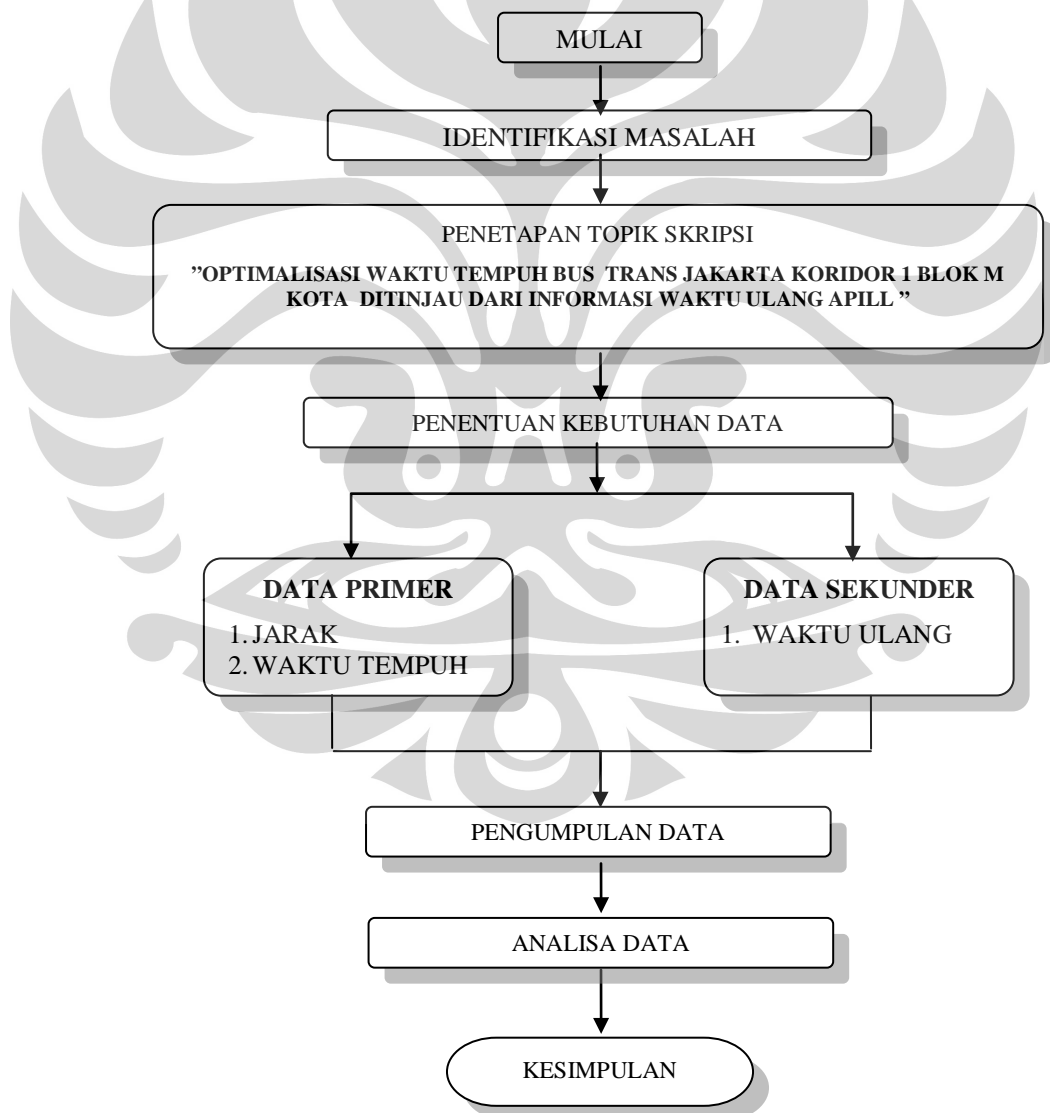 MULAI
IDENTIFIKASI MASALAH
PENETAPAN TOPIK SKRIPSI
”OPTIMALISASI WAKTU TEMPUH BUS TRANS JAKARTA KORIDOR 1 BLOK M
KOTA DITINJAU DARI INFORMASI WAKTU ULANG APILL ”
PENENTUAN KEBUTUHAN DATA
DATA PRIMER
1. JARAK
2. WAKTU TEMPUH
DATA SEKUNDER
1. WAKTU ULANG
PENGUMPULAN DATA
ANALISA DATA
KESIMPULAN